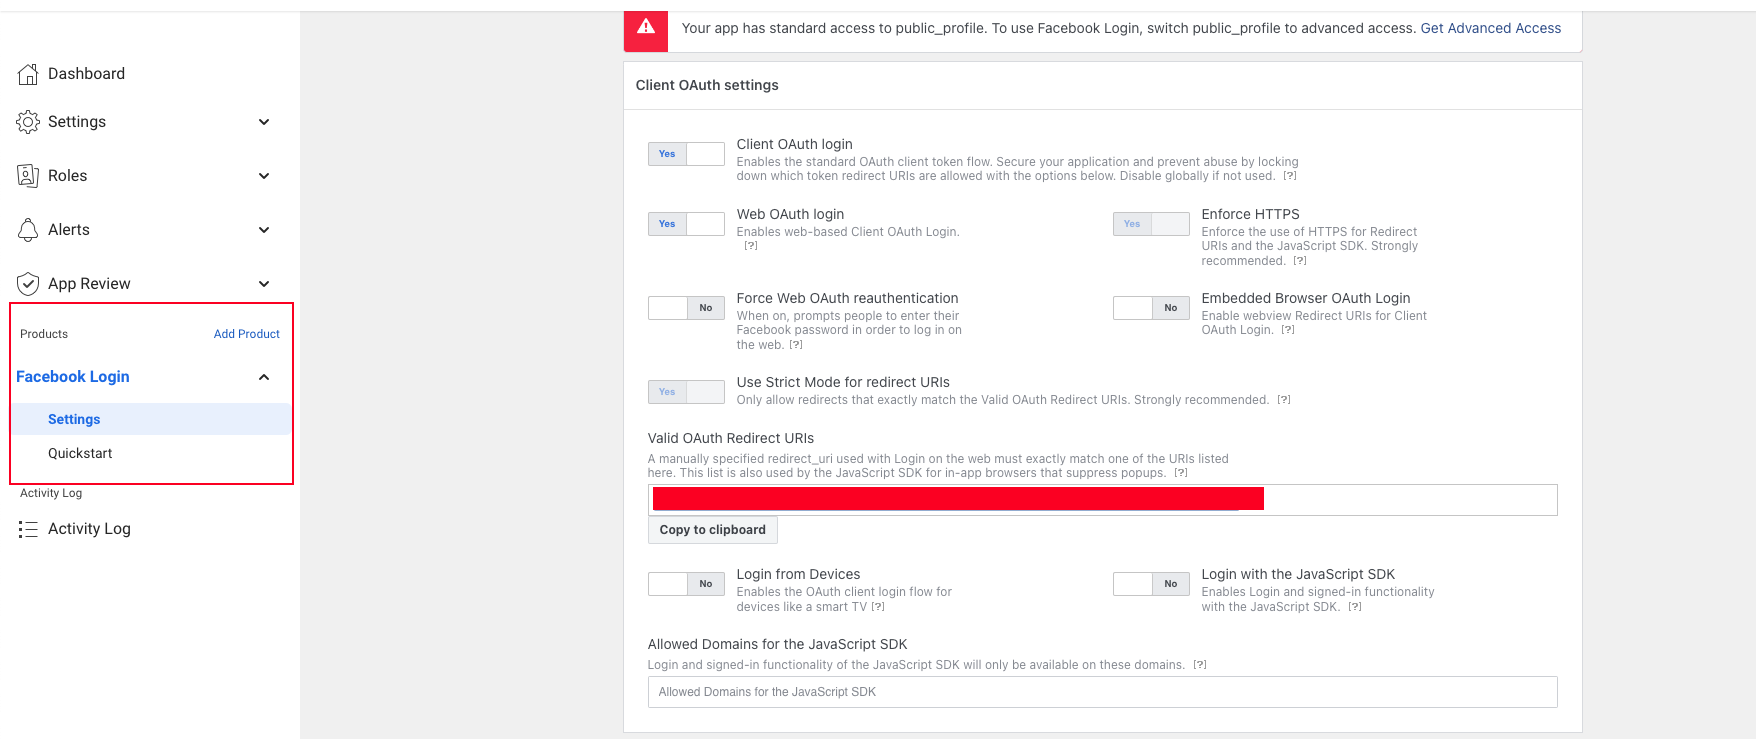 Dashboard
Settings
Roles
Alerts
App Review
Products
Add Product
Facebook Login
Settings
Quickstart
Activity Log
Activity Log
Your app has standard access to public_profile. To use Facebook Login, switch public_profile to advanced access. Get Advanced Access
Client OAuth settings
Yes
Client OAuth login
Enables the standard OAuth client token flow. Secure your application and prevent abuse by locking
down which token redirect URIs are allowed with the options below. Disable globally if not used. [?]
Yes
Web OAuth login
Enables web-based Client OAuth Login.
[?]
Yes
Enforce HTTPS
Enforce the use of HTTPS for Redirect
URIs and the JavaScript SDK. Strongly
recommended. [?]
No
Force Web OAuth reauthentication
When on, prompts people to enter their
Facebook password in order to log in on
the web. [?]
No
Embedded Browser OAuth Login
Enable webview Redirect URIs for Client
OAuth Login. [?]
Yes
Use Strict Mode for redirect URIs
Only allow redirects that exactly match the Valid OAuth Redirect URIs. Strongly recommended. [?]
Valid OAuth Redirect URIs
A manually specified redirect_uri used with Login on the web must exactly match one of the URIs listed
here. This list is also used by the JavaScript SDK for in-app browsers that suppress popups. [?]
Copy to clipboard
No
Login from Devices
Enables the OAuth client login flow for
devices like a smart TV [?]
No
Login with the JavaScript SDK
Enables Login and signed-in functionality
with the JavaScript SDK. [?]
Allowed Domains for the JavaScript SDK
Login and signed-in functionality of the JavaScript SDK will only be available on these domains. [?]
Allowed Domains for the JavaScript SDK